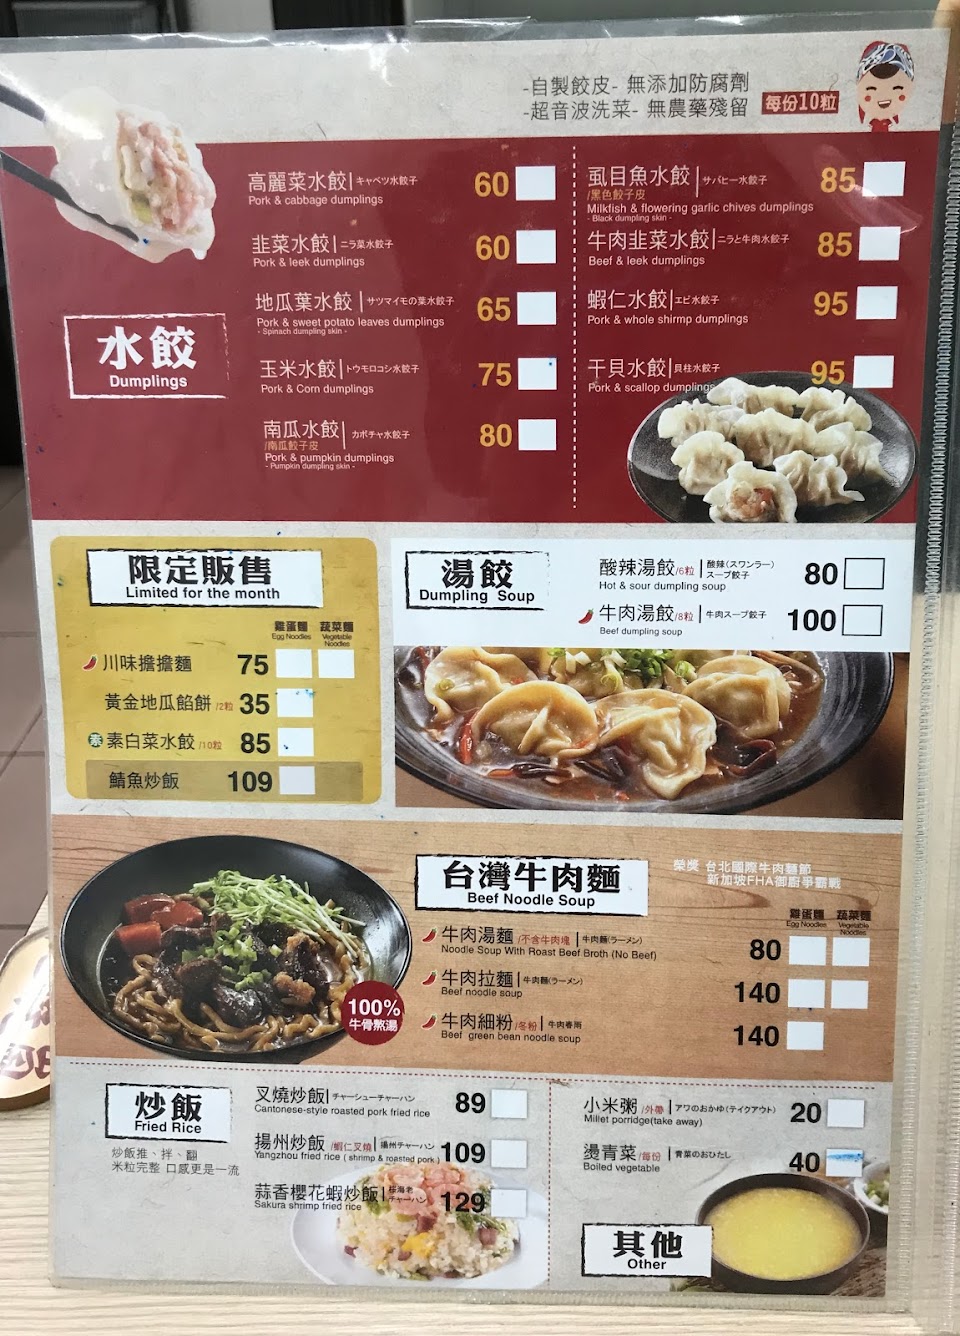 -自製餃皮- 無添加防腐劑
-超音波洗菜- 無農藥殘留
每份10粒
水餃
Dumplings
高麗菜水餃 キャベツ水餃子 60
Pork & cabbage dumplings
韭菜水餃 ニラ菜水餃子 60
Pork & leek dumplings
地瓜葉水餃 サツマイモの葉水餃子 65
Pork & sweet potato leaves dumplings
- Spinach dumpling skin -
玉米水餃 トウモロコシ水餃子 75
Pork & Corn dumplings
南瓜水餃 カボチャ水餃子 80
/南瓜餃子皮
Pork & pumpkin dumplings
- Pumpkin dumpling skin -
虱目魚水餃 サバヒー水餃子 85
/黑色餃子皮
Milkfish & flowering garlic chives dumplings
- Black dumpling skin -
牛肉韭菜水餃 ニラと牛肉水餃子 85
Beef & leek dumplings
蝦仁水餃 エビ水餃子 95
Pork & whole shirmp dumplings
干貝水餃 貝柱水餃子 95
Pork & scallop dumplings
限定販售
Limited for the month
雞蛋麵 蔬菜麵
Egg Noodles Vegetable Noodles
川味擔擔麵 75
黃金地瓜餡餅 /2粒 35
素 素白菜水餃 /10粒 85
鯖魚炒飯 109
湯餃
Dumpling Soup
酸辣湯餃 /6粒 酸辣(スワンラー)スープ餃子 80
Hot & sour dumpling soup
牛肉湯餃 /8粒 牛肉スープ餃子 100
Beef dumpling soup
100%
牛骨熬湯
台灣牛肉麵
Beef Noodle Soup
榮獎 台北國際牛肉麵節
新加坡FHA御廚爭霸戰
雞蛋麵 蔬菜麵
Egg Noodles Vegetable Noodles
牛肉湯麵 /不含牛肉塊 牛肉麵(ラーメン) 80
Noodle Soup With Roast Beef Broth (No Beef)
牛肉拉麵 牛肉麵(ラーメン) 140
Beef noodle soup
牛肉細粉 /冬粉 牛肉春雨 140
Beef green bean noodle soup
炒飯
Fried Rice
炒飯推、拌、翻
米粒完整 口感更是一流
叉燒炒飯 チャーシューチャーハン 89
Cantonese-style roasted pork fried rice
揚州炒飯 /蝦仁叉燒 揚州チャーハン 109
Yangzhou fried rice ( shrimp & roasted pork )
蒜香櫻花蝦炒飯 桜海老チャーハン 129
Sakura shrimp fried rice
小米粥 /外帶 アワのおかゆ(テイクアウト) 20
Millet porridge(take away)
燙青菜 /每份 青菜のおひたし 40
Boiled vegetable
其他
Other